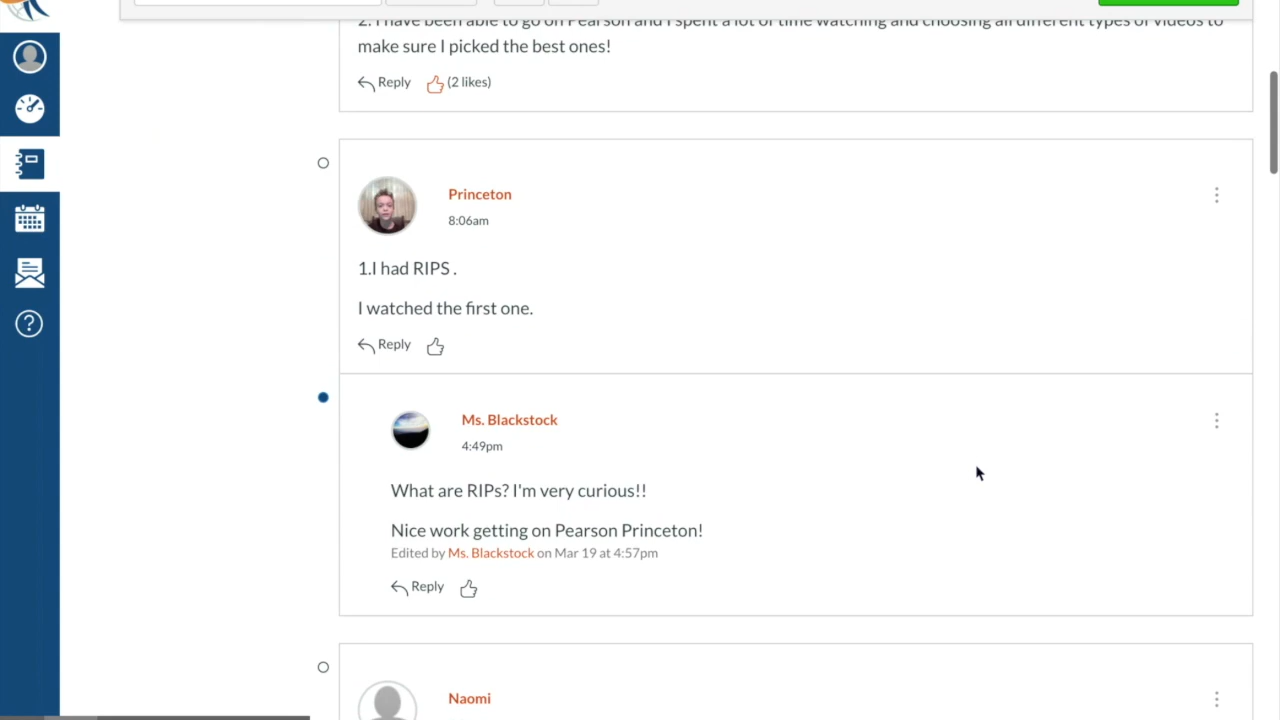 2. I have been able to go on Pearson and I spent a lot of time watching and choosing all different types of videos to
make sure I picked the best ones!
Reply (2 likes)
Princeton
8:06am
1.I had RIPS .
I watched the first one.
Reply
Ms. Blackstock
4:49pm
What are RIPs? I'm very curious!!
Nice work getting on Pearson Princeton!
Edited by Ms. Blackstock on Mar 19 at 4:57pm
Reply
Naomi